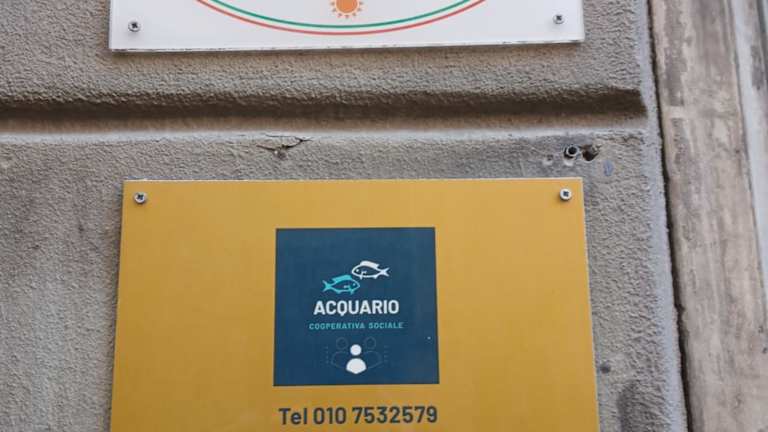 ACQUARIO
COOPERATIVA SOCIALE
Tel 010 7532579